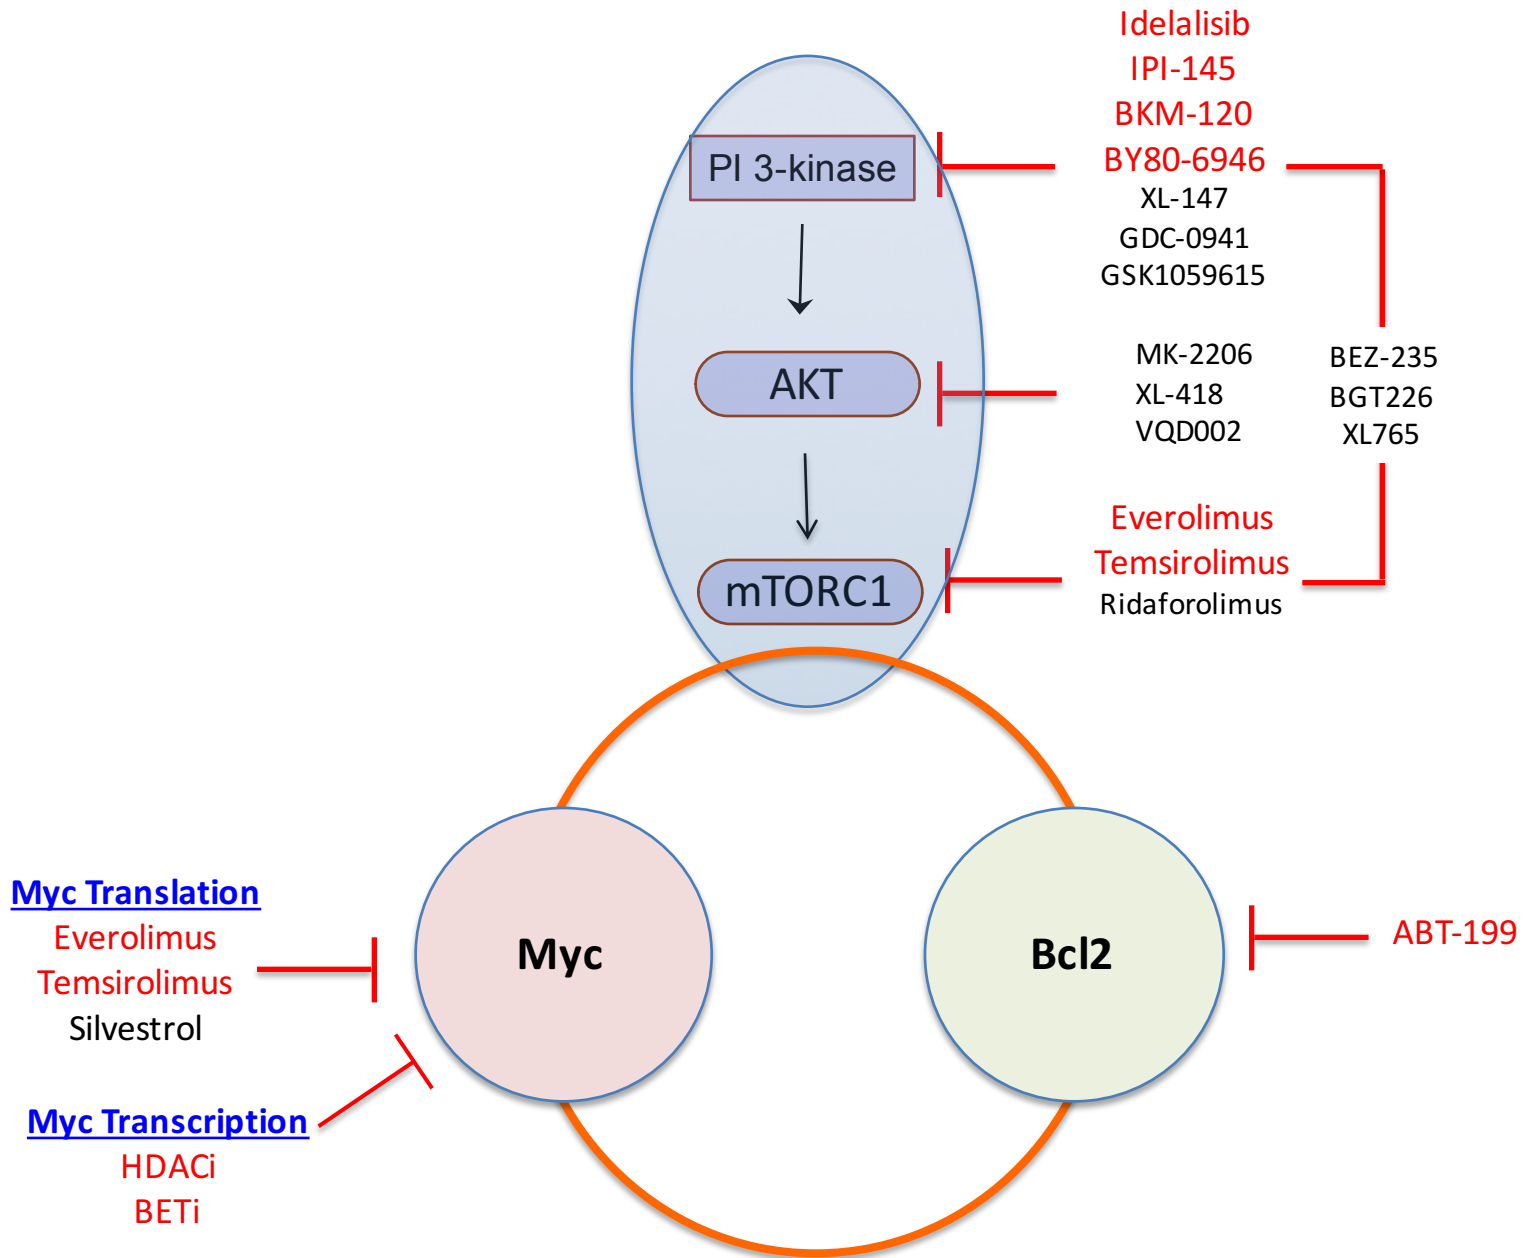 Idelalisib
IPI-145
BKM-120
BY80-6946
XL-147
GDC-0941
GSK1059615
PI 3-kinase
AKT
mTORC1
MK-2206
XL-418
VQD002
BEZ-235
BGT226
XL765
Everolimus
Temsirolimus
Ridaforolimus
Myc Translation
Everolimus
Temsirolimus
Silvestrol
Myc Transcription
HDACi
BETi
Myc
Bcl2
ABT-199